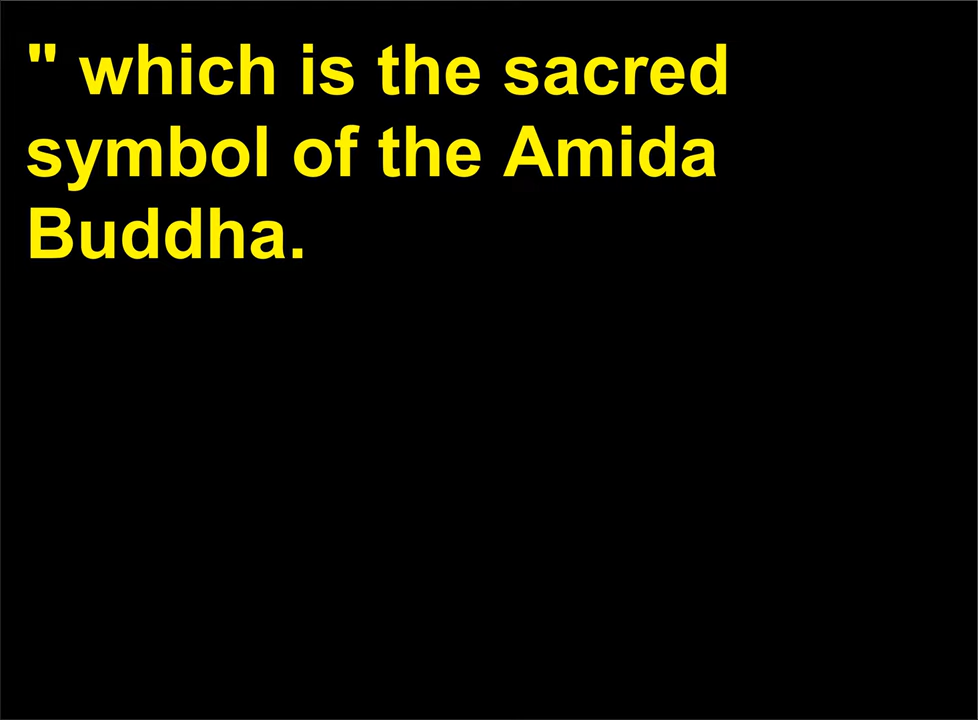 " which is the sacred
symbol of the Amida
Buddha.